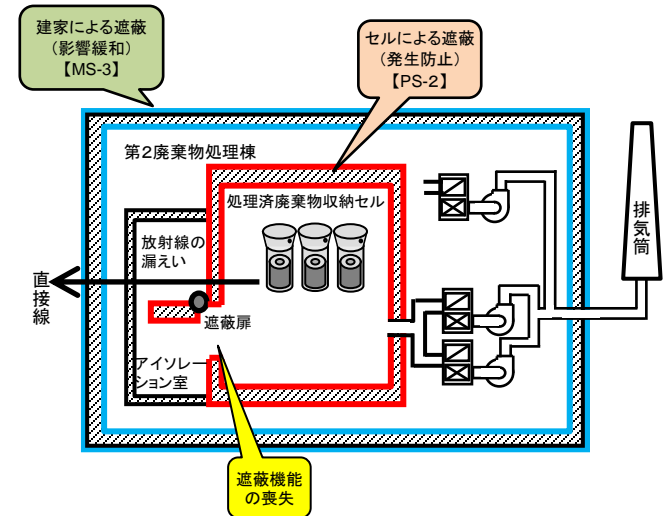 建家による遮蔽
（影響緩和）
【MS-3】
セルによる遮蔽
（発生防止）
【PS-2】
第2廃棄物処理棟
処理済廃棄物収納セル
放射線の
漏えい
直接線
遮蔽扉
アイソレー
ション室
排気筒
遮蔽機能
の喪失